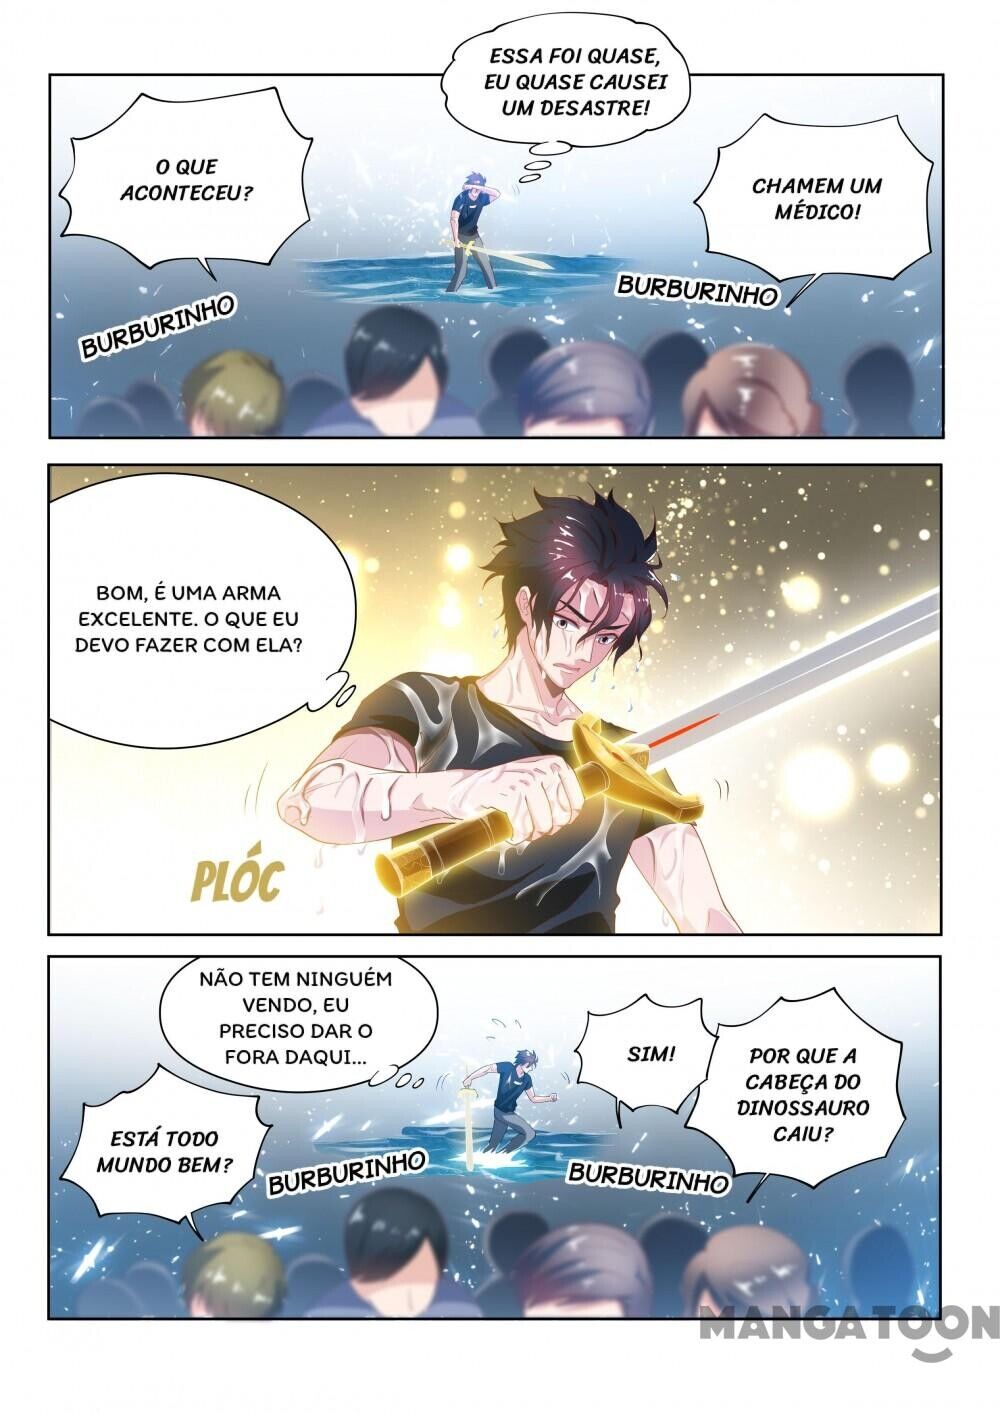 ESSA FOI QUASE,
EU QUASE CAUSEI
UM DESASTRE!
O QUE
ACONTECEU?
CHAMEM UM
MÉDICO!
BURBURINHO
BURBURINHO
BOM, É UMA ARMA
EXCELENTE. O QUE EU
DEVO FAZER COM ELA?
PLÓC
NÃO TEM NINGUÉM
VENDO, EU
PRECISO DAR O
FORA DAQUI...
SIM!
POR QUE A
CABEÇA DO
DINOSSAURO
CAIU?
ESTÁ TODO
MUNDO BEM?
BURBURINHO
BURBURINHO
MANGATOON